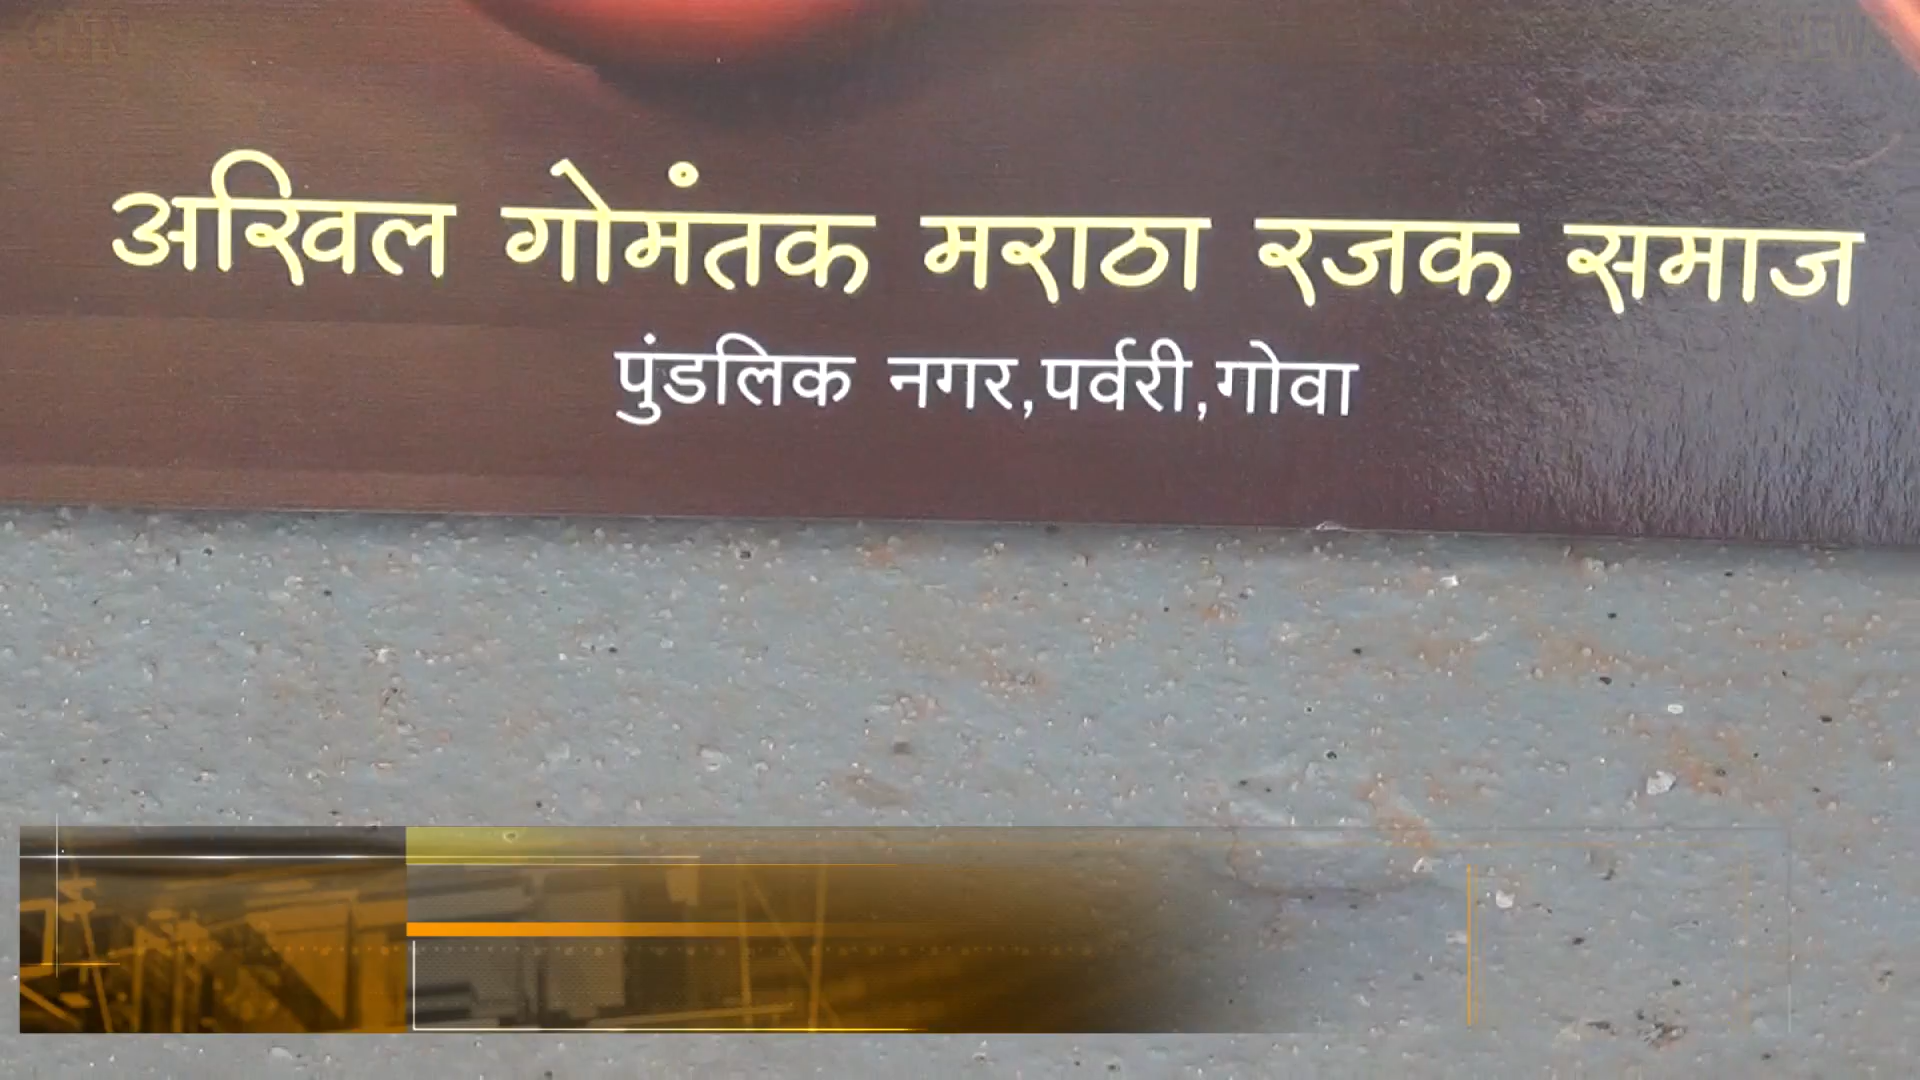 अखिल गोमंतक मराठा रजक समाज
पुंडलिक नगर,पर्वरी,गोवा